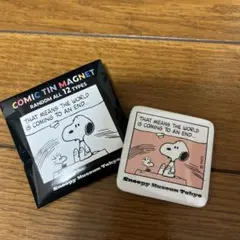 COMIC TIN MAGNET
RANDOM ALL 12 TYPES
THAT MEANS THE WORLD
IS COMING TO AN END...
Snoopy Museum Tokyo
THAT MEANS THE WORLD
IS COMING TO AN END...
Snoopy Museum Tokyo